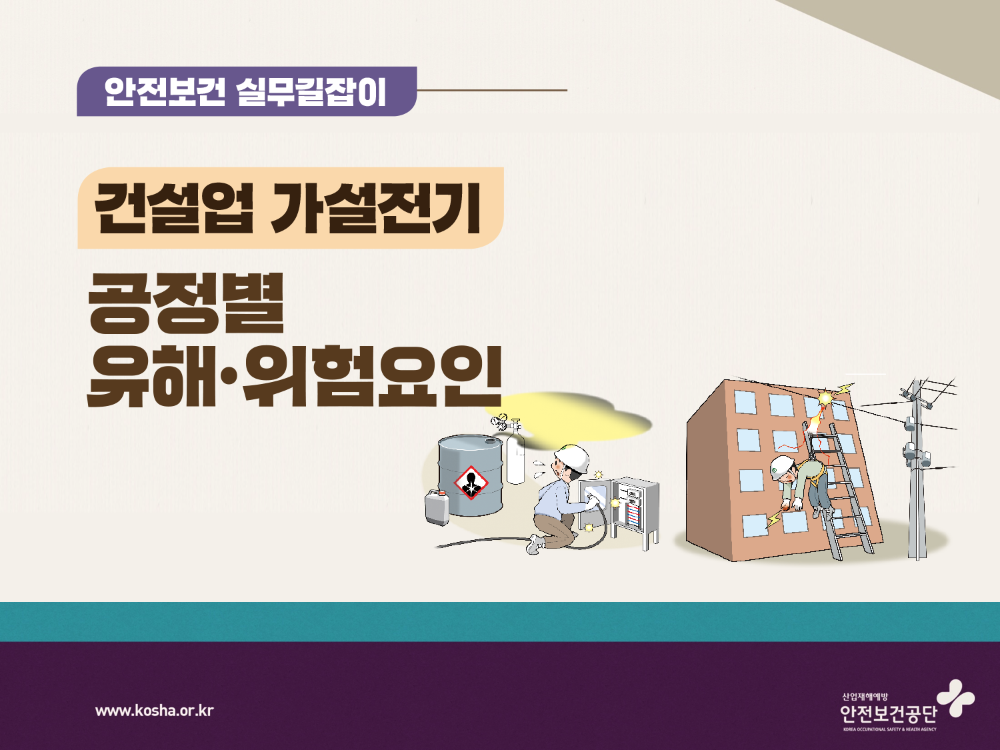 안전보건 실무길잡이
건설업 가설전기
공정별
유해·위험요인
www.kosha.or.kr
산업재해예방
안전보건공단
KOREA OCCUPATIONAL SAFETY & HEALTH AGENCY